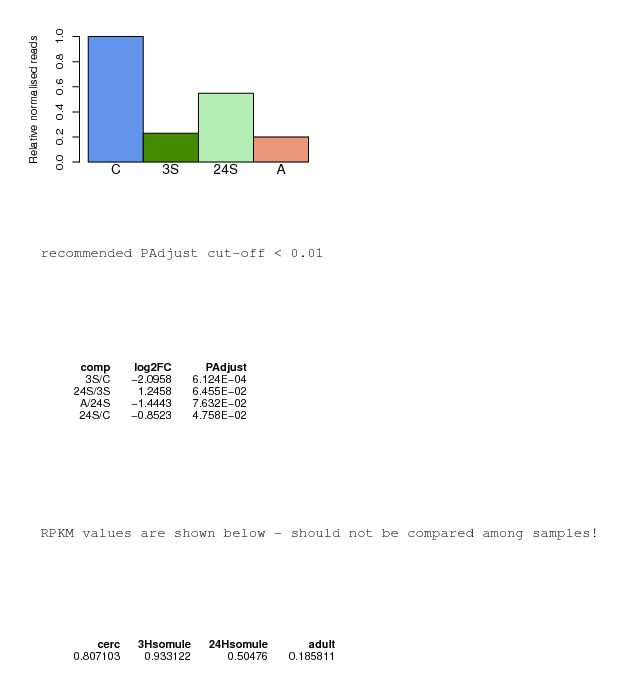 Relative normalised reads
1.0
0.8
0.6
0.4
0.2
0.0
C 3S 24S A
recommended PAdjust cut-off < 0.01
comp log2FC PAdjust
3S/C −2.0958 6.124E−04
24S/3S 1.2458 6.455E−02
A/24S −1.4443 7.632E−02
24S/C −0.8523 4.758E−02
RPKM values are shown below - should not be compared among samples!
cerc 3Hsomule 24Hsomule adult
0.807103 0.933122 0.50476 0.185811